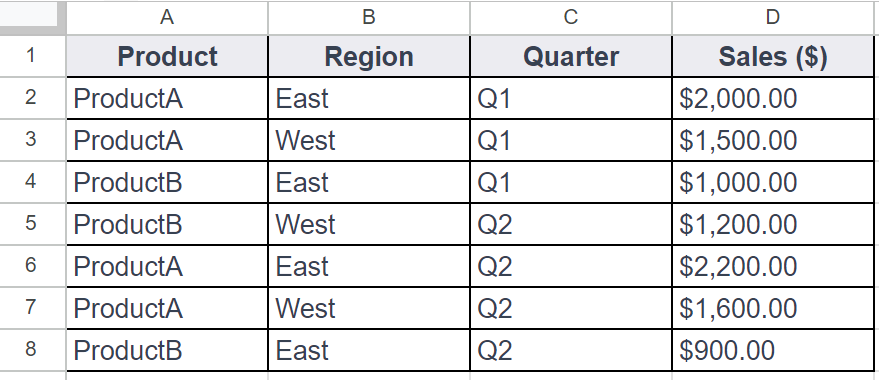 A B C D
1 Product Region Quarter Sales ($)
2 ProductA East Q1 $2,000.00
3 ProductA West Q1 $1,500.00
4 ProductB East Q1 $1,000.00
5 ProductB West Q2 $1,200.00
6 ProductA East Q2 $2,200.00
7 ProductA West Q2 $1,600.00
8 ProductB East Q2 $900.00